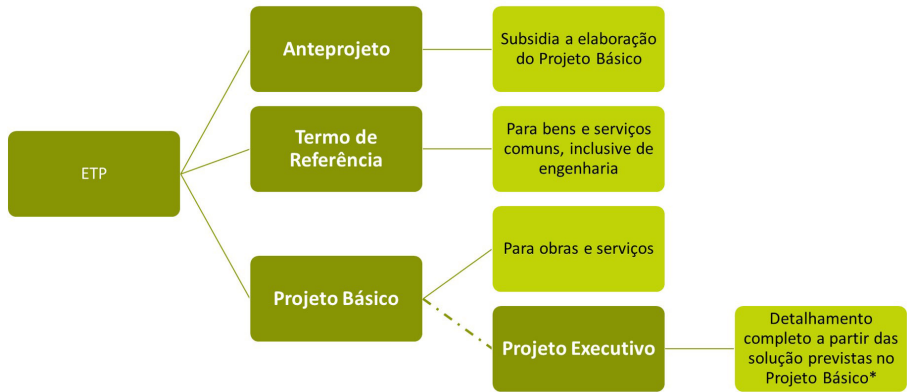 ETP
Anteprojeto
Subsidia a elaboração
do Projeto Básico
Termo de
Referência
Para bens e serviços
comuns, inclusive de
engenharia
Projeto Básico
Para obras e serviços
Projeto Executivo
Detalhamento
completo a partir das
solução previstas no
Projeto Básico*